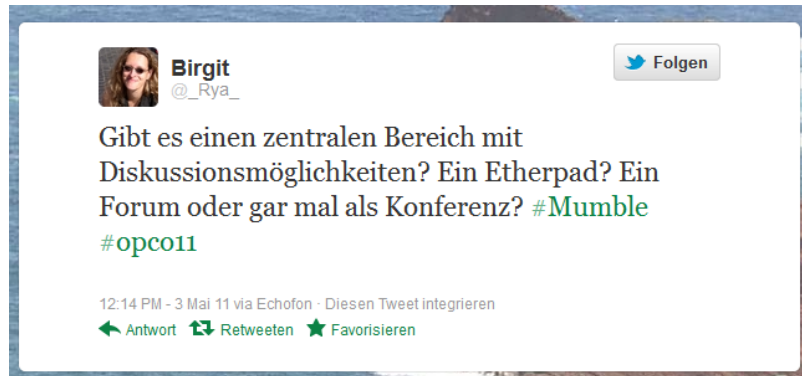 Birgit
@_Rya_
Folgen
Gibt es einen zentralen Bereich mit
Diskussionsmöglichkeiten? Ein Etherpad? Ein
Forum oder gar mal als Konferenz? #Mumble
#opco11
12:14 PM - 3 Mai 11 via Echofon · Diesen Tweet integrieren
Antwort Retweeten Favorisieren